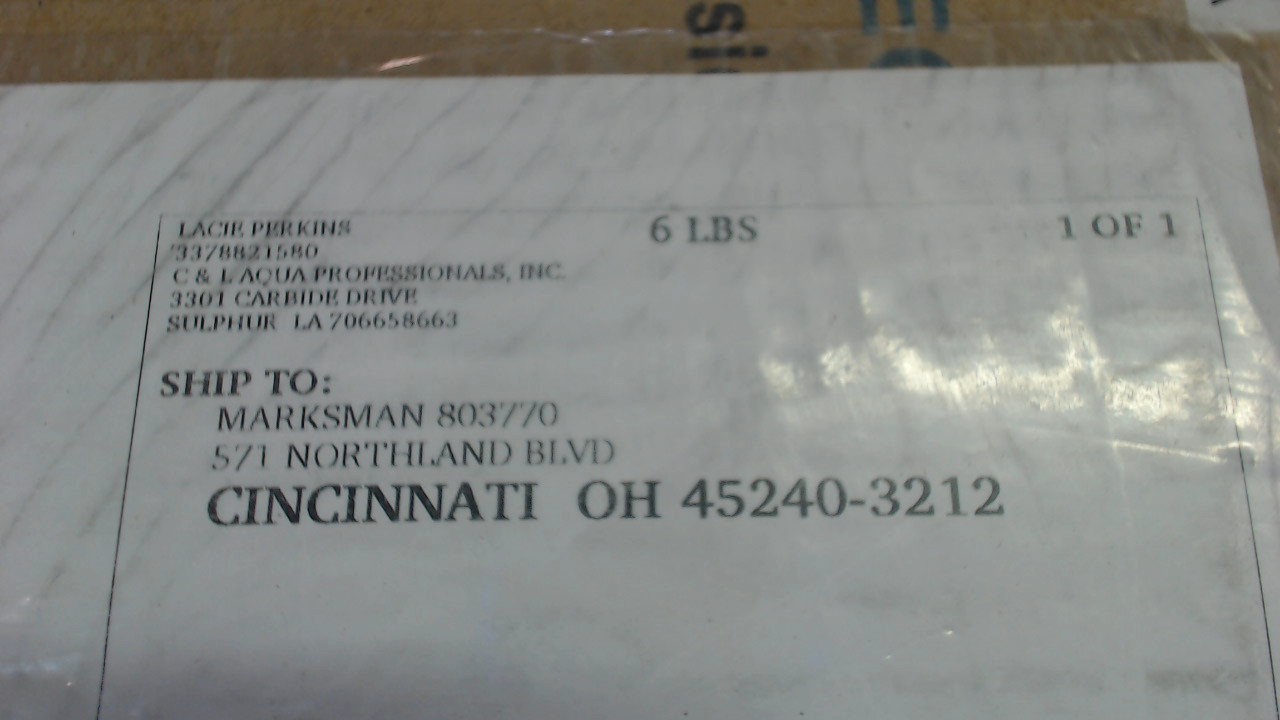 LACIE PERKINS 6 LBS 1 OF 1
3378821580
C & L AQUA PROFESSIONALS, INC.
3301 CARBIDE DRIVE
SULPHUR LA 706658663
SHIP TO:
MARKSMAN 803770
571 NORTHLAND BLVD
CINCINNATI OH 45240-3212